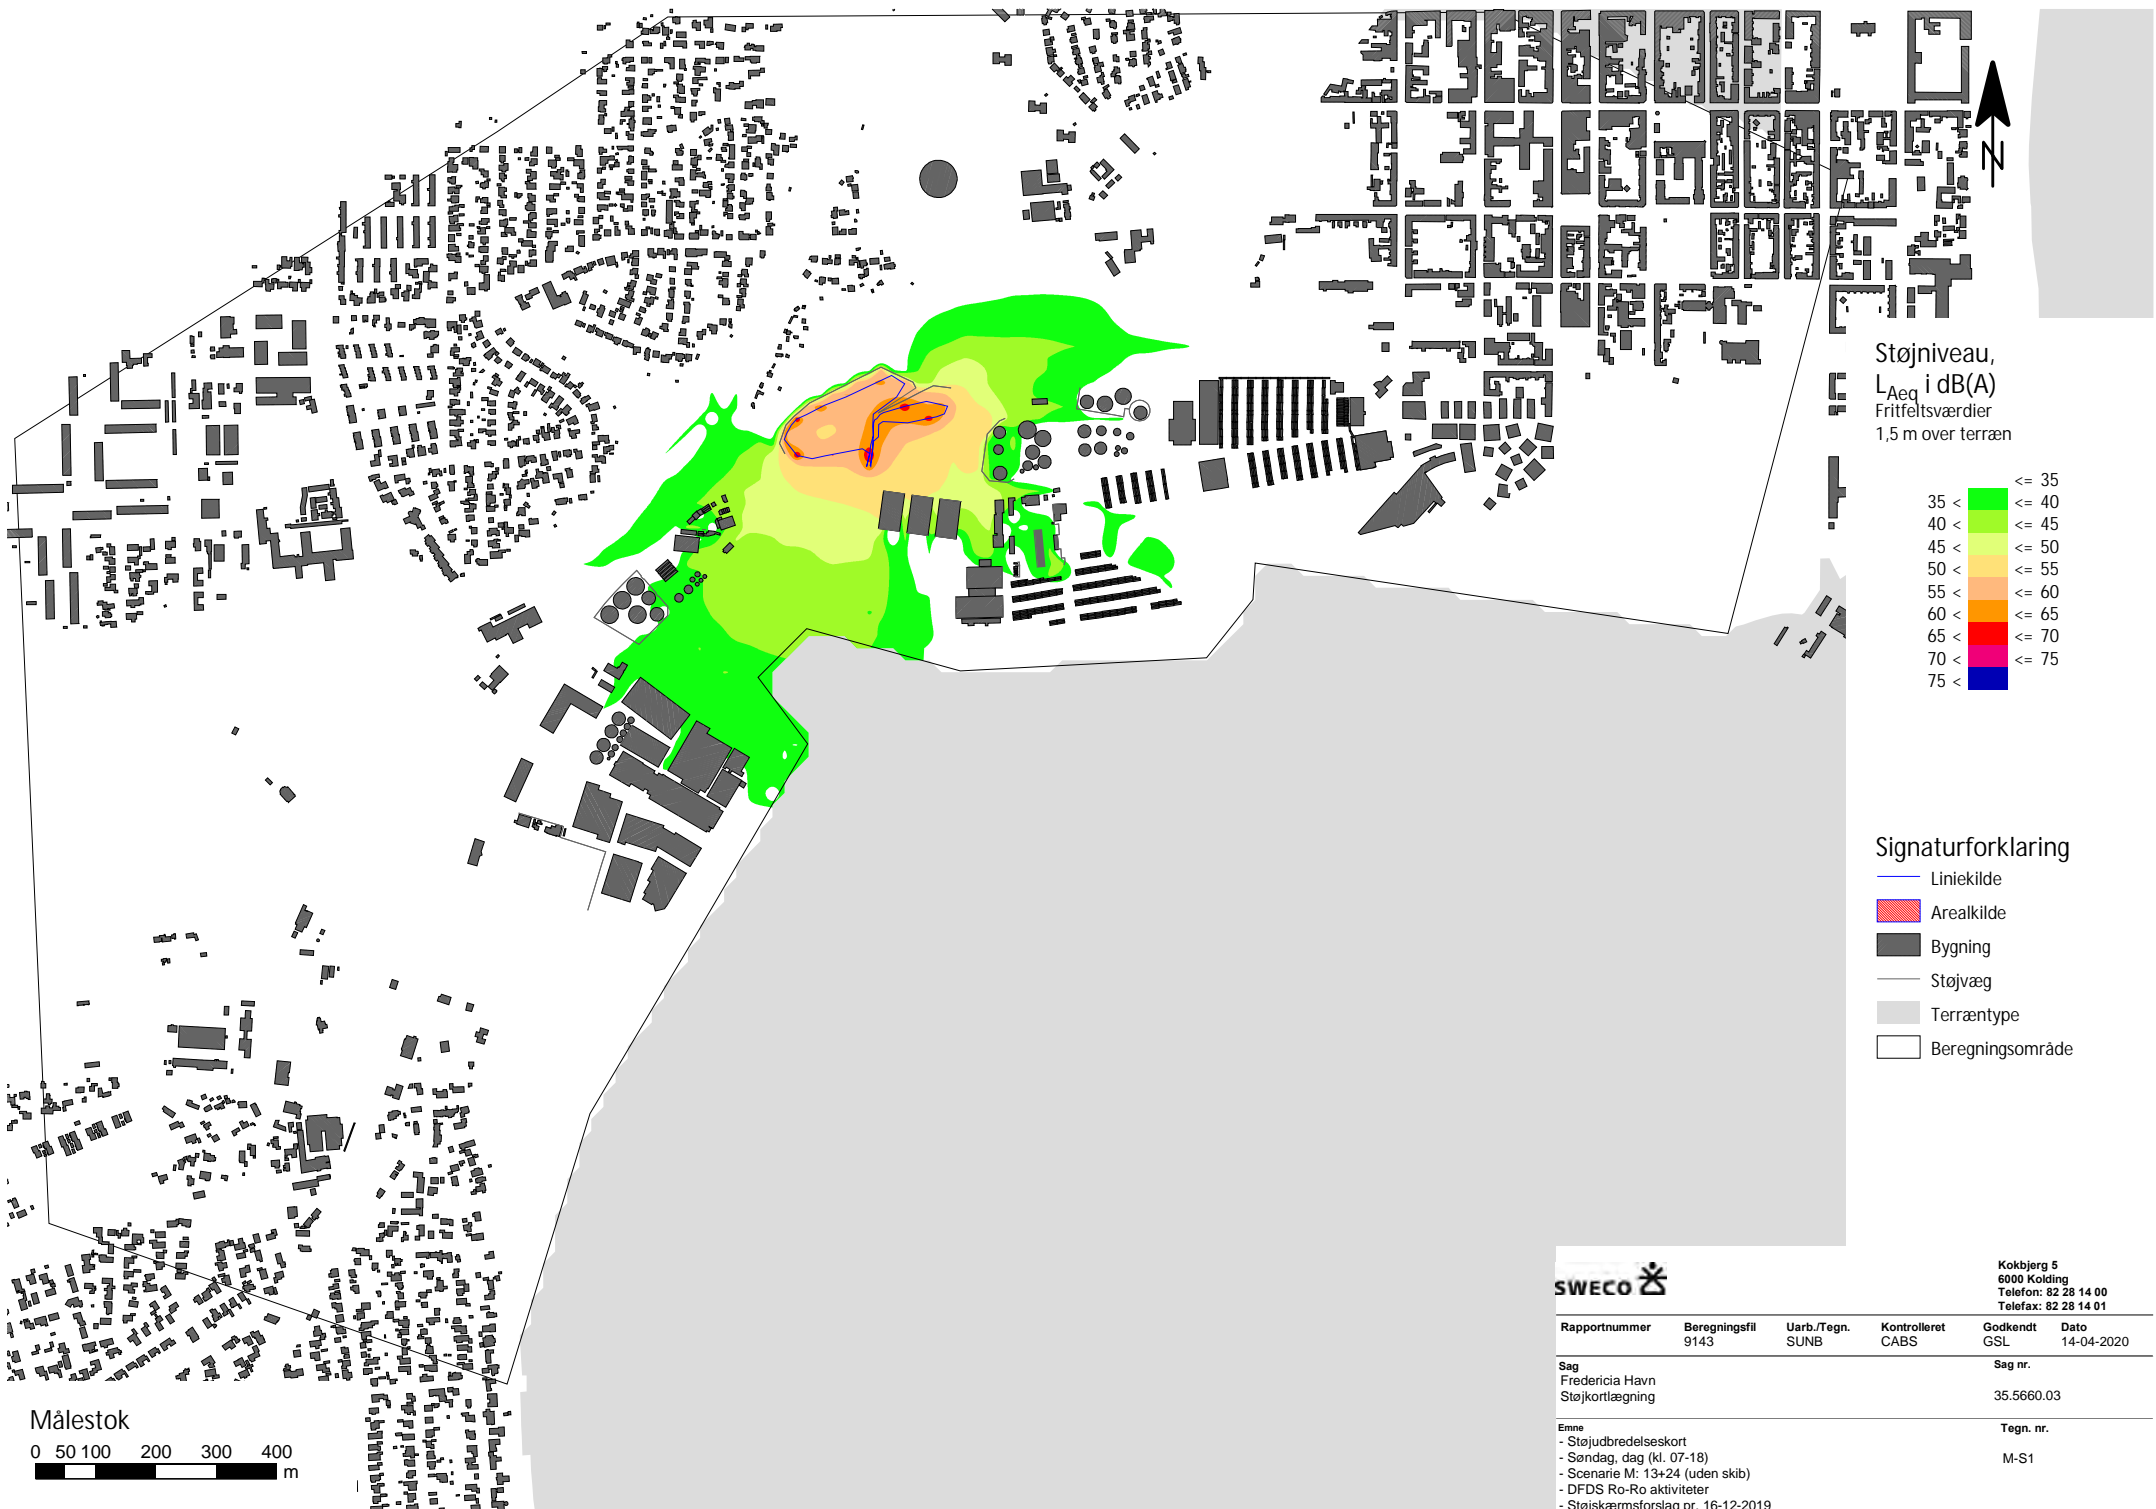 N
Støjniveau,
LAeq i dB(A)
Fritfeltsværdier
1,5 m over terræn
<= 35
35 < <= 40
40 < <= 45
45 < <= 50
50 < <= 55
55 < <= 60
60 < <= 65
65 < <= 70
70 < <= 75
75 <
Signaturforklaring
Liniekilde
Arealkilde
Bygning
Støjvæg
Terræntype
Beregningsområde
Målestok
0 50 100 200 300 400
m
SWECO
Kokbjerg 5
6000 Kolding
Telefon: 82 28 14 00
Telefax: 82 28 14 01
Rapportnummer Beregningsfil Uarb./Tegn. Kontrolleret Godkendt Dato
9143 SUNB CABS GSL 14-04-2020
Sag Sag nr.
Fredericia Havn
Støjkortlægning 35.5660.03
Emne Tegn. nr.
- Støjudbredelseskort
- Søndag, dag (kl. 07-18) M-S1
- Scenarie M: 13+24 (uden skib)
- DFDS Ro-Ro aktiviteter
- Støjskærmsforslag pr. 16-12-2019